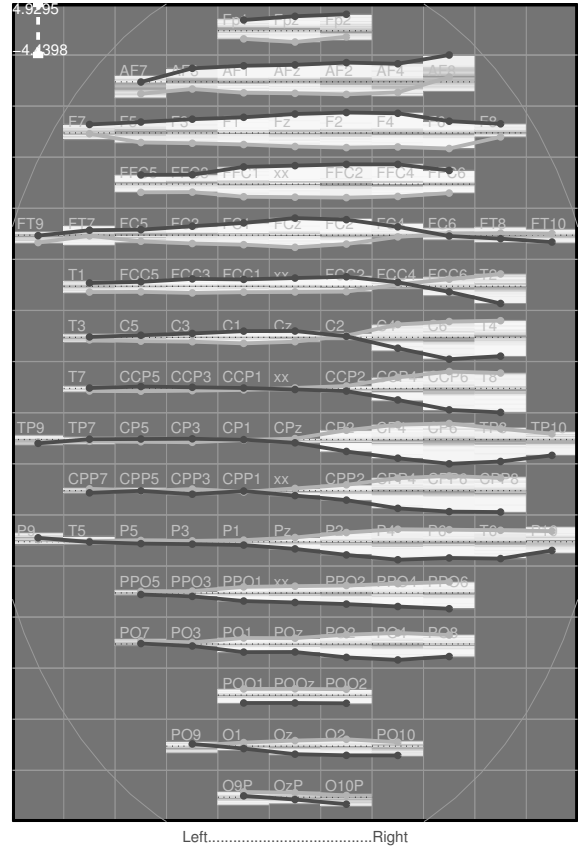 4.9295
-4.4398
Fp1 Fpz Fp2
AF7 AF3 AF1 AFz AF2 AF4 AF8
F7 F5 F3 F1 Fz F2 F4 F6 F8
FFC5 FFC3 FFC1 xx FFC2 FFC4 FFC6
FT9 FT7 FC5 FC3 FC1 FCz FC2 FC4 FC6 FT8 FT10
T1 FCC5 FCC3 FCC1 xx FCC2 FCC4 FCC6 T2
T3 C5 C3 C1 Cz C2 C4 C6 T4
T7 CCP5 CCP3 CCP1 xx CCP2 CCP4 CCP6 T8
TP9 TP7 CP5 CP3 CP1 CPz CP2 CP4 CP6 TP8 TP10
CPP7 CPP5 CPP3 CPP1 xx CPP2 CPP4 CPP6 CPP8
P9 T5 P5 P3 P1 Pz P2 P4 P6 T6 P10
PPO5 PPO3 PPO1 xx PPO2 PPO4 PPO6
PO7 PO3 PO1 POz PO2 PO4 PO8
POO1 POOz POO2
PO9 O1 Oz O2 PO10
O9P OzP O10P
Left........................................Right